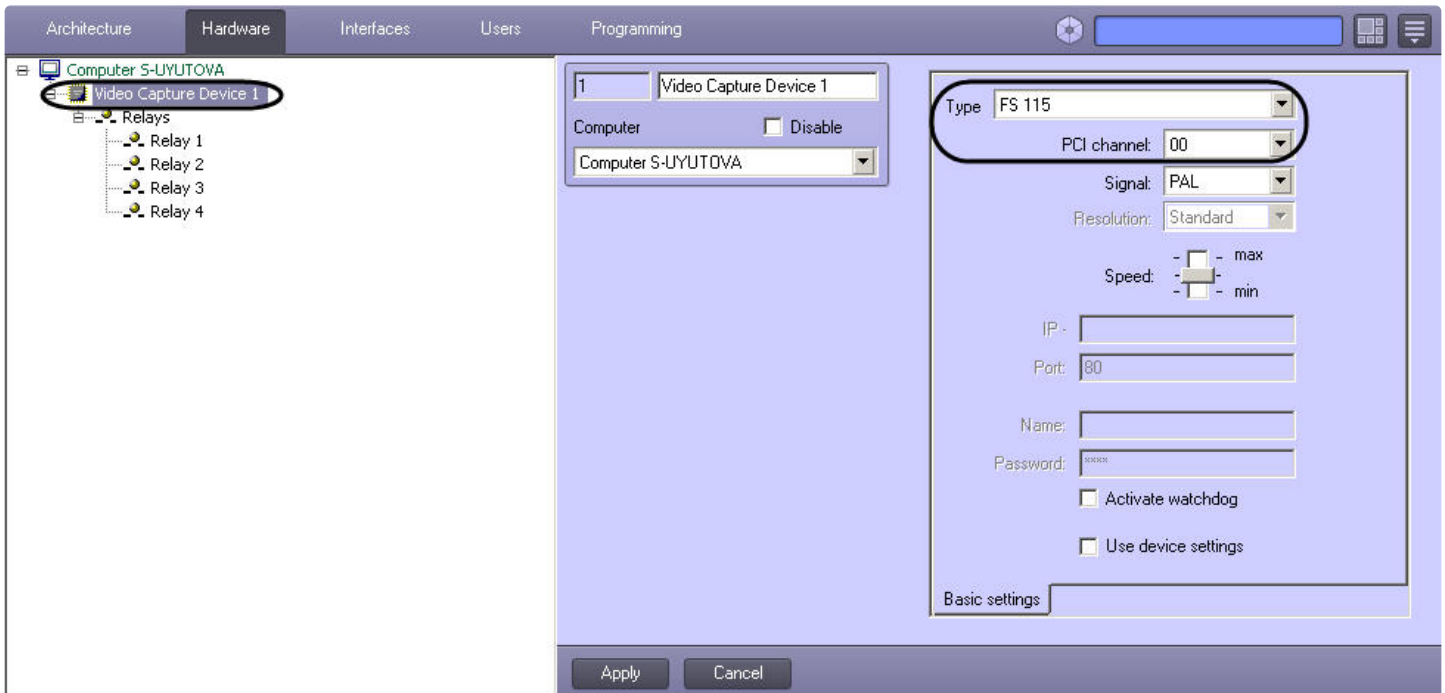 Architecture Hardware Interfaces Users Programming
Computer S-UYUTOVA
Video Capture Device 1
Relays
Relay 1
Relay 2
Relay 3
Relay 4
1 Video Capture Device 1
Computer Disable
Computer S-UYUTOVA
Type FS 115
PCI channel: 00
Signal: PAL
Resolution: Standard
Speed: max
min
IP -
Port: 80
Name:
Password: ****
Activate watchdog
Use device settings
Basic settings
Apply Cancel